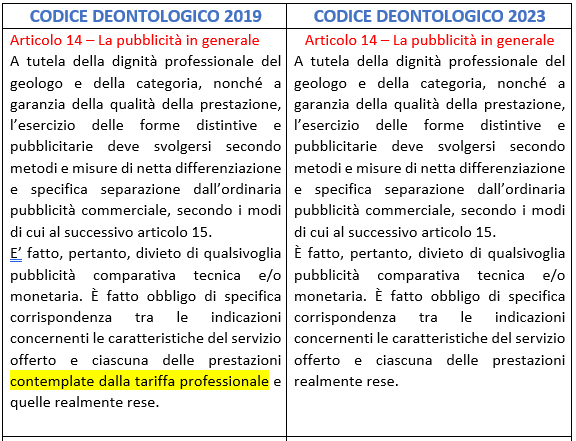 CODICE DEONTOLOGICO 2019
Articolo 14 – La pubblicità in generale
A tutela della dignità professionale del
geologo e della categoria, nonché a
garanzia della qualità della prestazione,
l’esercizio delle forme distintive e
pubblicitarie deve svolgersi secondo
metodi e misure di netta differenziazione
e specifica separazione dall’ordinaria
pubblicità commerciale, secondo i modi
di cui al successivo articolo 15.
E’ fatto, pertanto, divieto di qualsivoglia
pubblicità comparativa tecnica e/o
monetaria. È fatto obbligo di specifica
corrispondenza tra le indicazioni
concernenti le caratteristiche del servizio
offerto e ciascuna delle prestazioni
contemplate dalla tariffa professionale e
quelle realmente rese.
CODICE DEONTOLOGICO 2023
Articolo 14 – La pubblicità in generale
A tutela della dignità professionale del
geologo e della categoria, nonché a
garanzia della qualità della prestazione,
l’esercizio delle forme distintive e
pubblicitarie deve svolgersi secondo
metodi e misure di netta differenziazione
e specifica separazione dall’ordinaria
pubblicità commerciale, secondo i modi
di cui al successivo articolo 15.
È fatto, pertanto, divieto di qualsivoglia
pubblicità comparativa tecnica e/o
monetaria. È fatto obbligo di specifica
corrispondenza tra le indicazioni
concernenti le caratteristiche del servizio
offerto e ciascuna delle prestazioni
realmente rese.